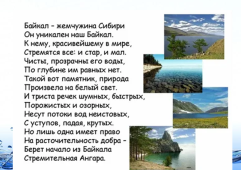 Байкал – жемчужина Сибири
Он уникален наш Байкал.
К нему, красивейшему в мире,
Стремятся все: и стар, и мал.
Чисты, прозрачны его воды,
По глубине им равных нет.
Такой вот памятник, природа
Произвела на белый свет.
И триста речек шумных, быстрых,
Порожистых и озорных,
Несут потоки вод неистовых,
С уступов, падая, крутых.
Но лишь одна имеет право
На расточительность добра –
Берет начало из Байкала
Стремительная Ангара.